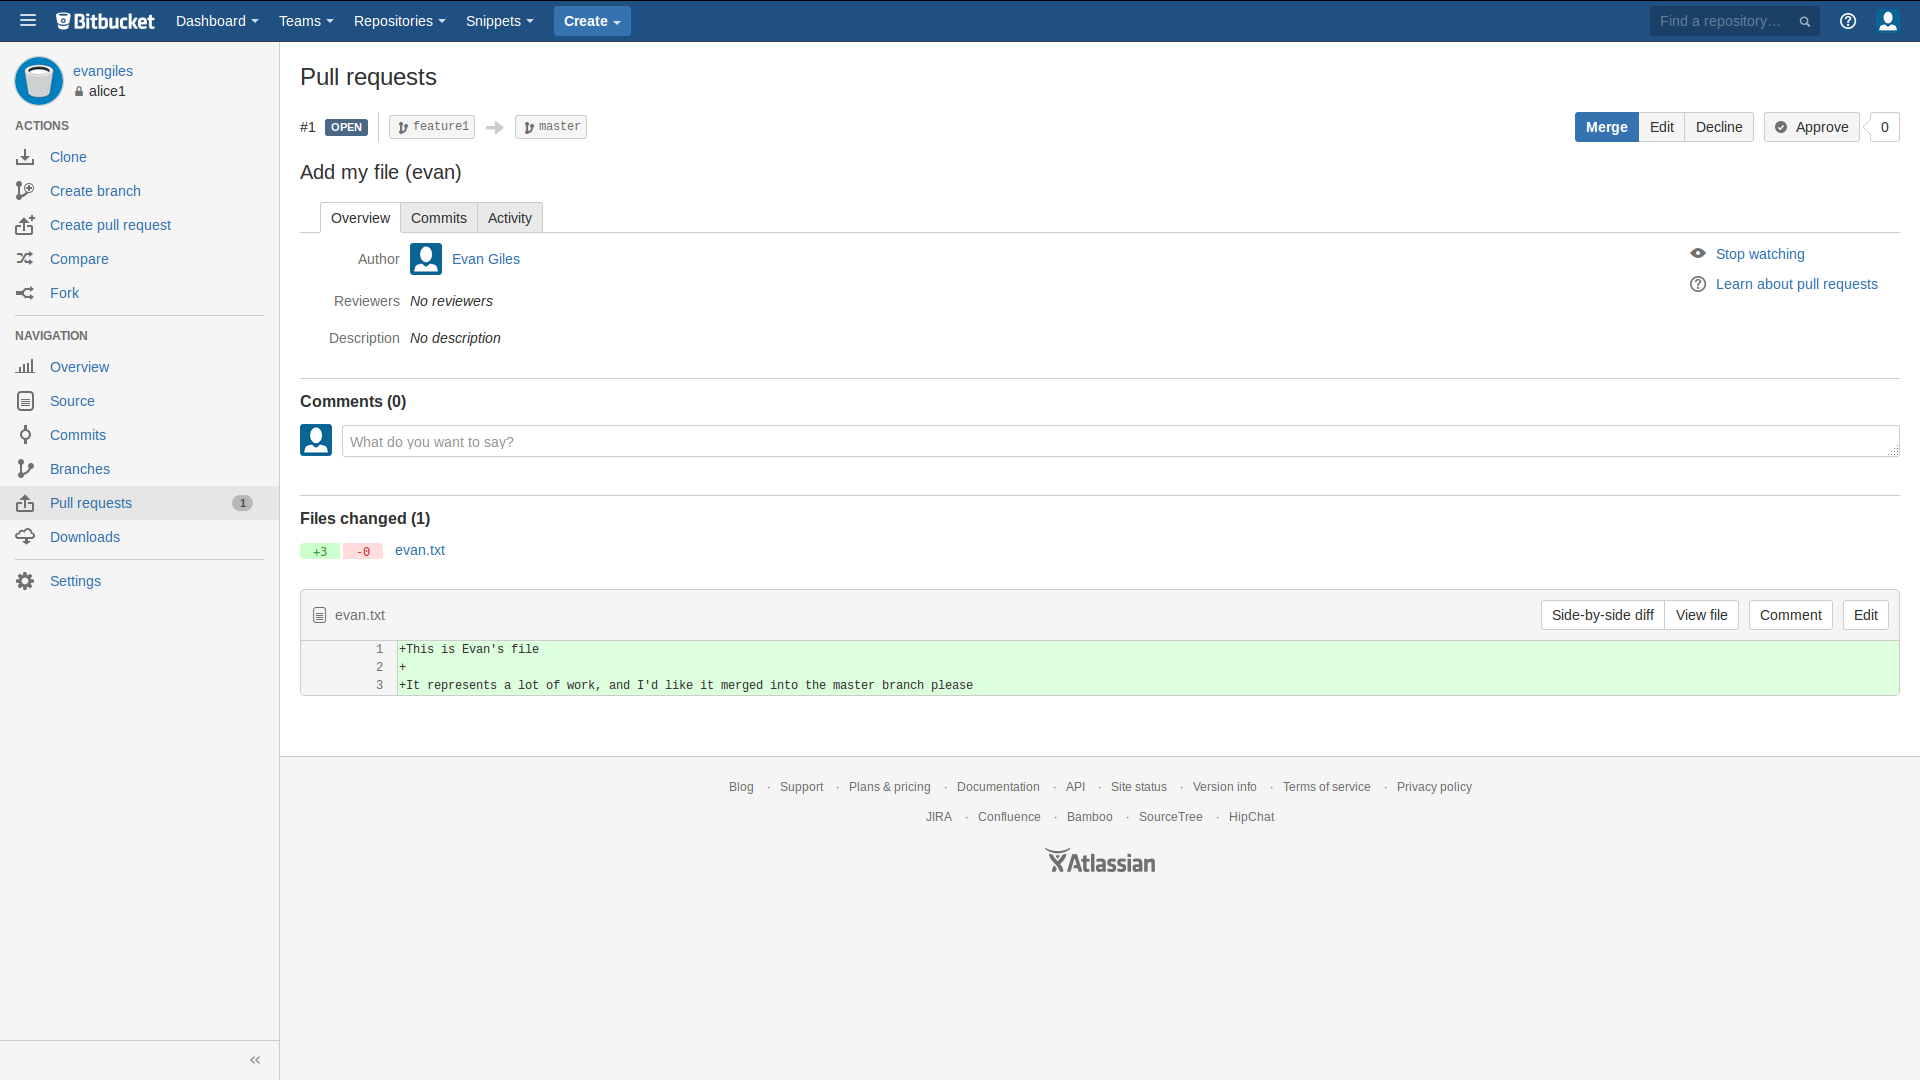 Bitbucket Dashboard Teams Repositories Snippets Create Find a repository...
evangiles
alice1
ACTIONS
Clone
Create branch
Create pull request
Compare
Fork
NAVIGATION
Overview
Source
Commits
Branches
Pull requests 1
Downloads
Settings
«
Pull requests
#1 OPEN feature1 master Merge Edit Decline Approve 0
Add my file (evan)
Overview Commits Activity
Author Evan Giles Stop watching
Learn about pull requests
Reviewers No reviewers
Description No description
Comments (0)
What do you want to say?
Files changed (1)
+3 -0 evan.txt
evan.txt Side-by-side diff View file Comment Edit
1 +This is Evan's file
2 +
3 +It represents a lot of work, and I'd like it merged into the master branch please
Blog · Support · Plans & pricing · Documentation · API · Site status · Version info · Terms of service · Privacy policy
JIRA · Confluence · Bamboo · SourceTree · HipChat
Atlassian